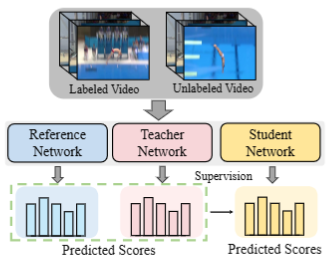 Labeled Video Unlabeled Video
Reference Teacher Student
Network Network Network
Supervision
Predicted Scores Predicted Scores